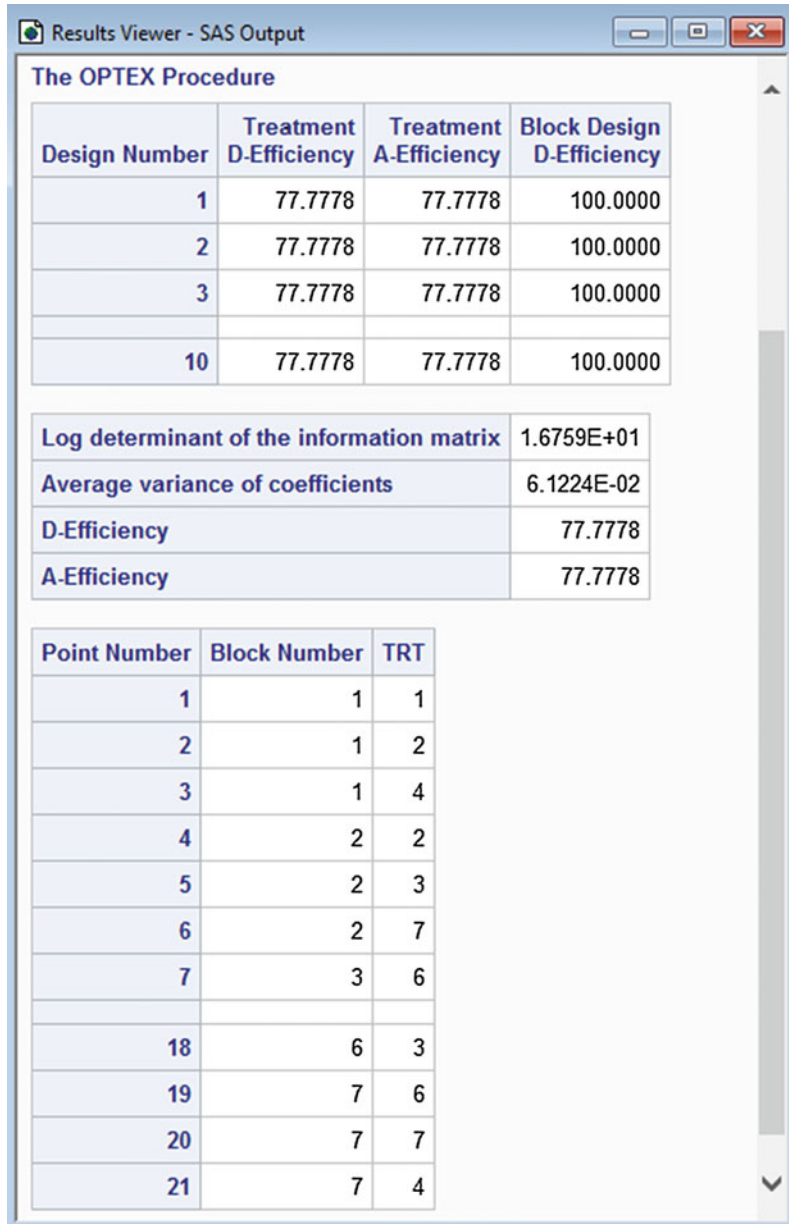 Results Viewer - SAS Output
The OPTEX Procedure
Design Number Treatment D-Efficiency Treatment A-Efficiency Block Design D-Efficiency
1 77.7778 77.7778 100.0000
2 77.7778 77.7778 100.0000
3 77.7778 77.7778 100.0000
10 77.7778 77.7778 100.0000
Log determinant of the information matrix 1.6759E+01
Average variance of coefficients 6.1224E-02
D-Efficiency 77.7778
A-Efficiency 77.7778
Point Number Block Number TRT
1 1 1
2 1 2
3 1 4
4 2 2
5 2 3
6 2 7
7 3 6
18 6 3
19 7 6
20 7 7
21 7 4